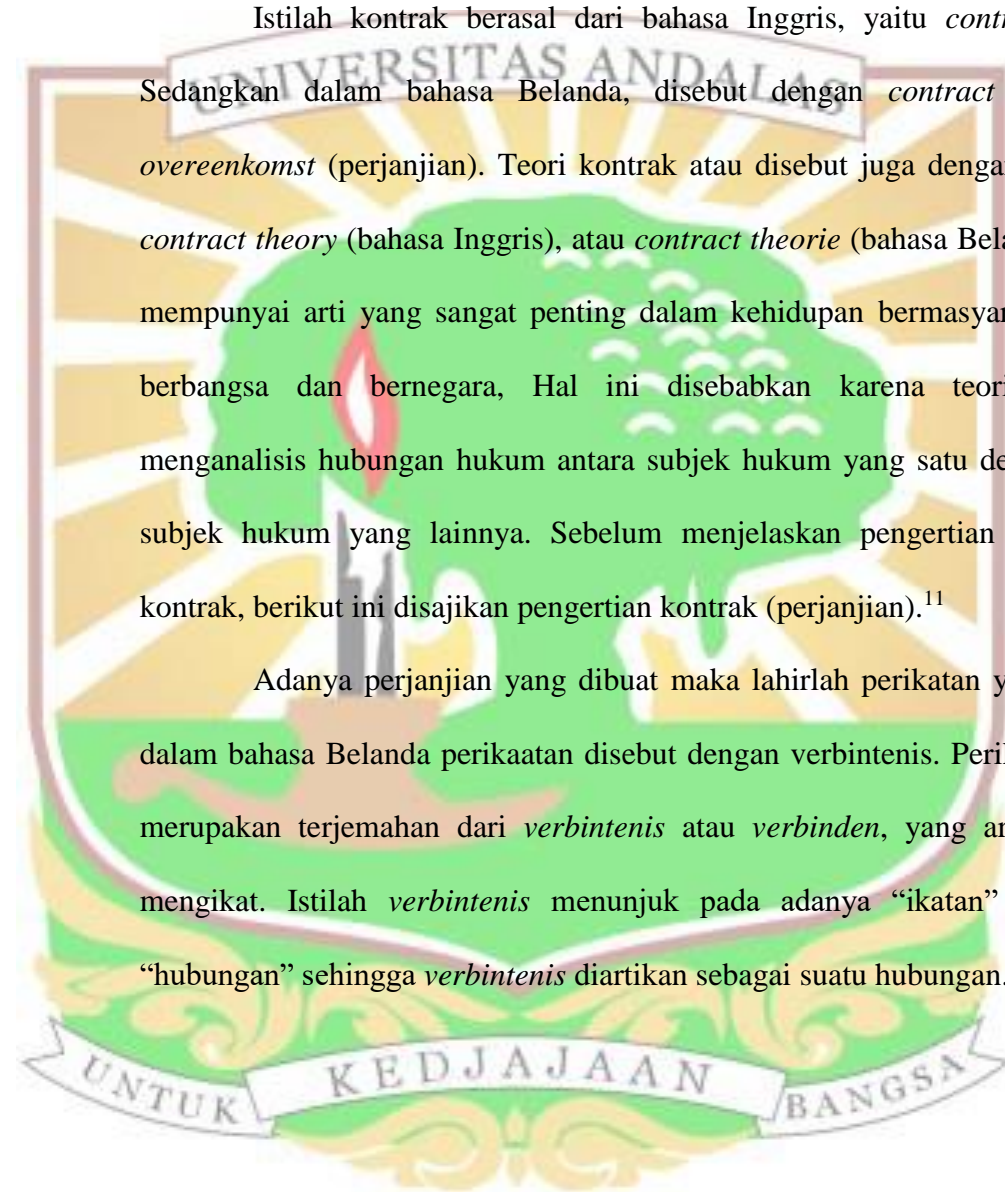 Istilah kontrak berasal dari bahasa Inggris, yaitu
UNIVERSITAS ANDALAS
Sedangkan dalam bahasa Belanda, disebut dengan contract
overeenkomst (perjanjian). Teori kontrak atau disebut juga
contract theory (bahasa Inggris), atau contract theorie (bahasa
mempunyai arti yang sangat penting dalam kehidupan
berbangsa dan bernegara, Hal ini disebabkan karena teori
menganalisis hubungan hukum antara subjek hukum yang satu
subjek hukum yang lainnya. Sebelum menjelaskan pengertian
kontrak, berikut ini disajikan pengertian kontrak (perjanjian).11
Adanya perjanjian yang dibuat maka lahirlah perikatan
dalam bahasa Belanda perikaatan disebut dengan verbintenis.
merupakan terjemahan dari verbintenis atau verbinden, yang
mengikat. Istilah verbintenis menunjuk pada adanya “ikatan”
“hubungan” sehingga verbintenis diartikan sebagai suatu hubungan.
UNTUK KEDJAJAAN BANGSA